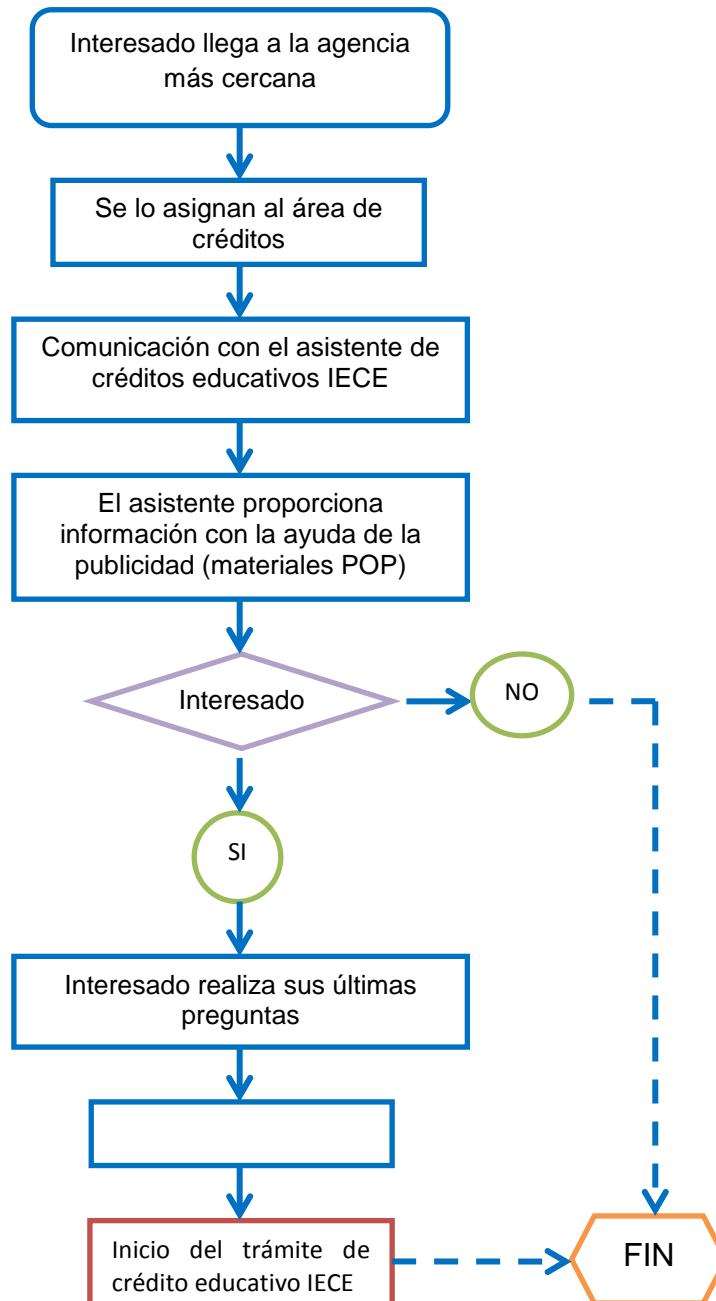 Interesado llega a la agencia
más cercana
Se lo asignan al área de
créditos
Comunicación con el asistente de
créditos educativos IECE
El asistente proporciona
información con la ayuda de la
publicidad (materiales POP)
Interesado
NO
SI
Interesado realiza sus últimas
preguntas
Inicio del trámite de
crédito educativo IECE
FIN